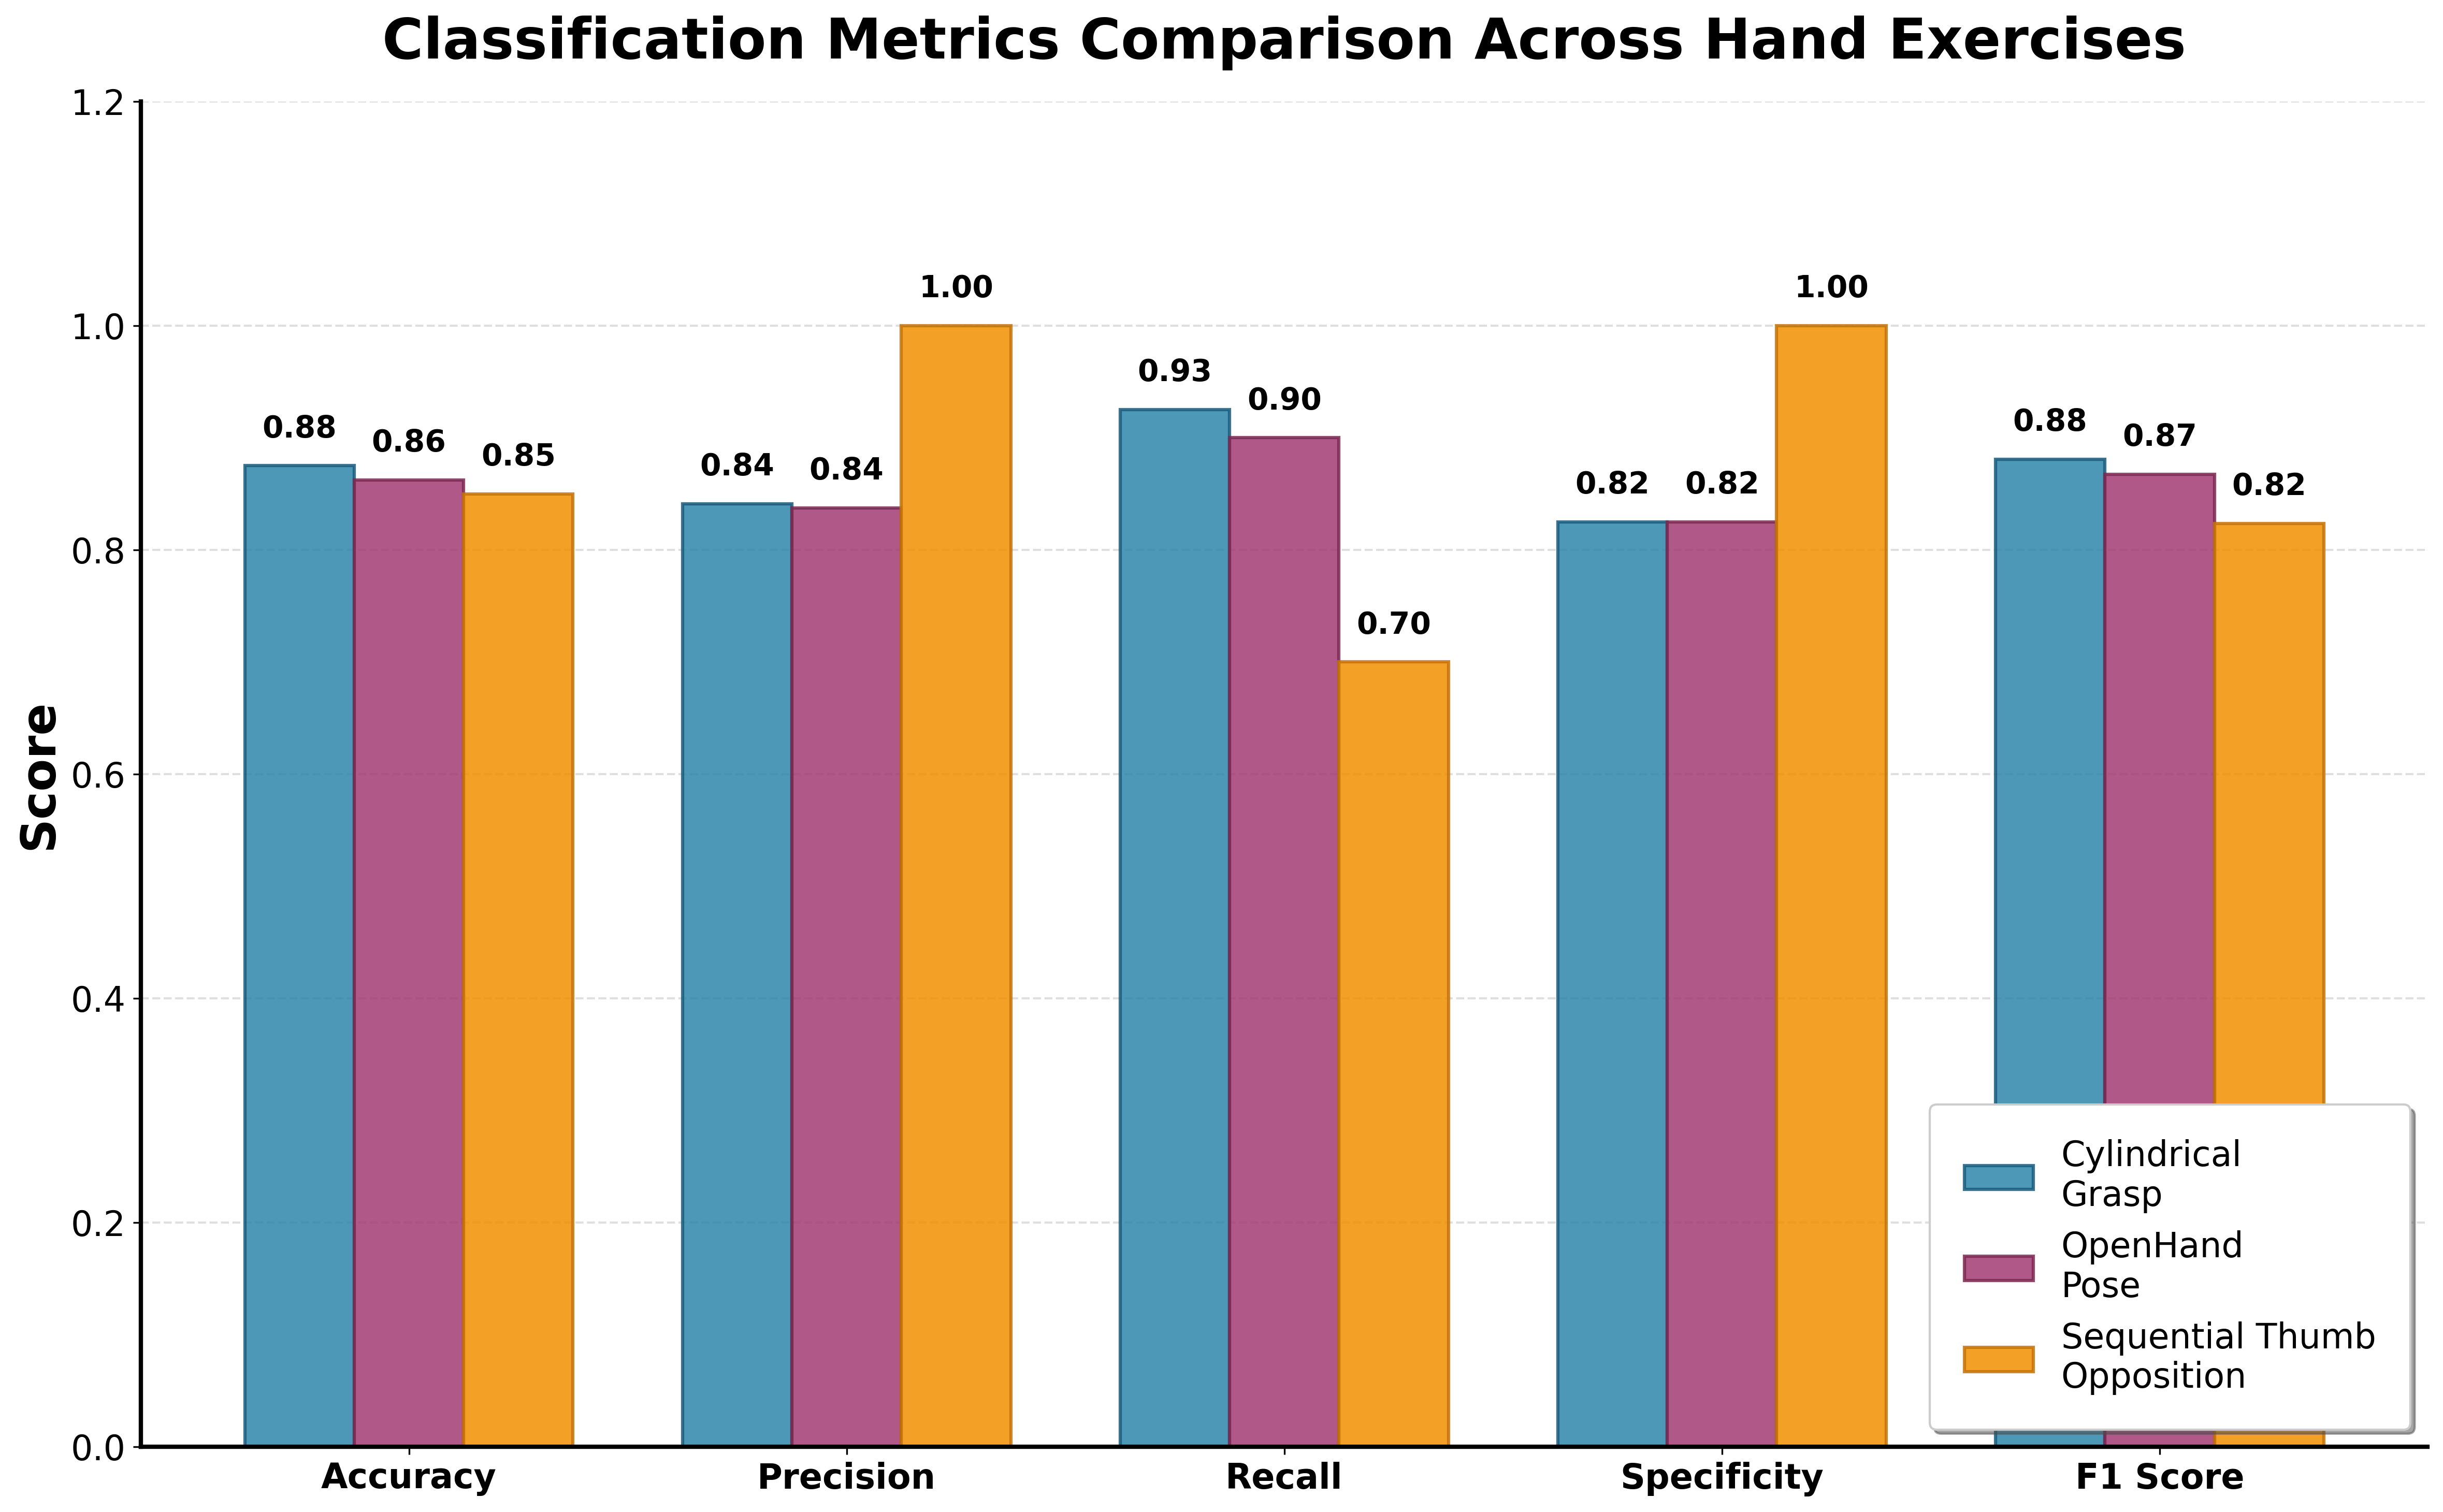 Classification Metrics Comparison Across Hand Exercises
Score
1.2
1.0
0.8
0.6
0.4
0.2
0.0
0.88
0.86
0.85
0.84
0.84
1.00
0.93
0.90
0.70
0.82
0.82
1.00
0.88
0.87
0.82
Accuracy
Precision
Recall
Specificity
F1 Score
Cylindrical
Grasp
OpenHand
Pose
Sequential Thumb
Opposition